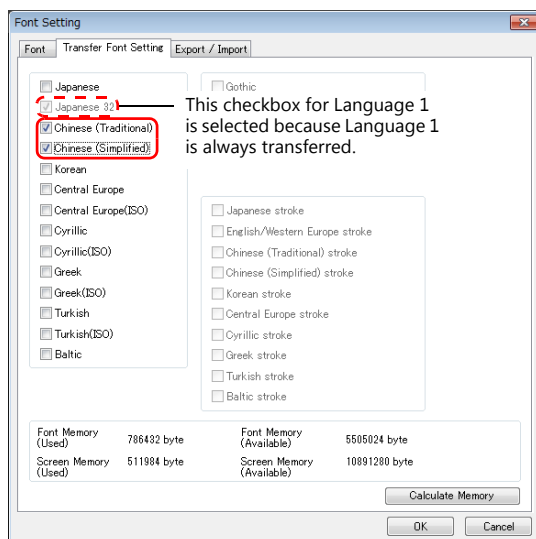 Font Setting
Font Transfer Font Setting Export / Import
Japanese
Japanese 32
Chinese (Traditional)
Chinese (Simplified)
Korean
Central Europe
Central Europe(ISO)
Cyrillic
Cyrillic(ISO)
Greek
Greek(ISO)
Turkish
Turkish(ISO)
Baltic
Gothic
This checkbox for Language 1
is selected because Language 1
is always transferred.
Japanese stroke
English/Western Europe stroke
Chinese (Traditional) stroke
Chinese (Simplified) stroke
Korean stroke
Central Europe stroke
Cyrillic stroke
Greek stroke
Turkish stroke
Baltic stroke
Font Memory
(Used)
786432 byte
Font Memory
(Available)
5505024 byte
Screen Memory
(Used)
511984 byte
Screen Memory
(Available)
10891280 byte
Calculate Memory
OK Cancel